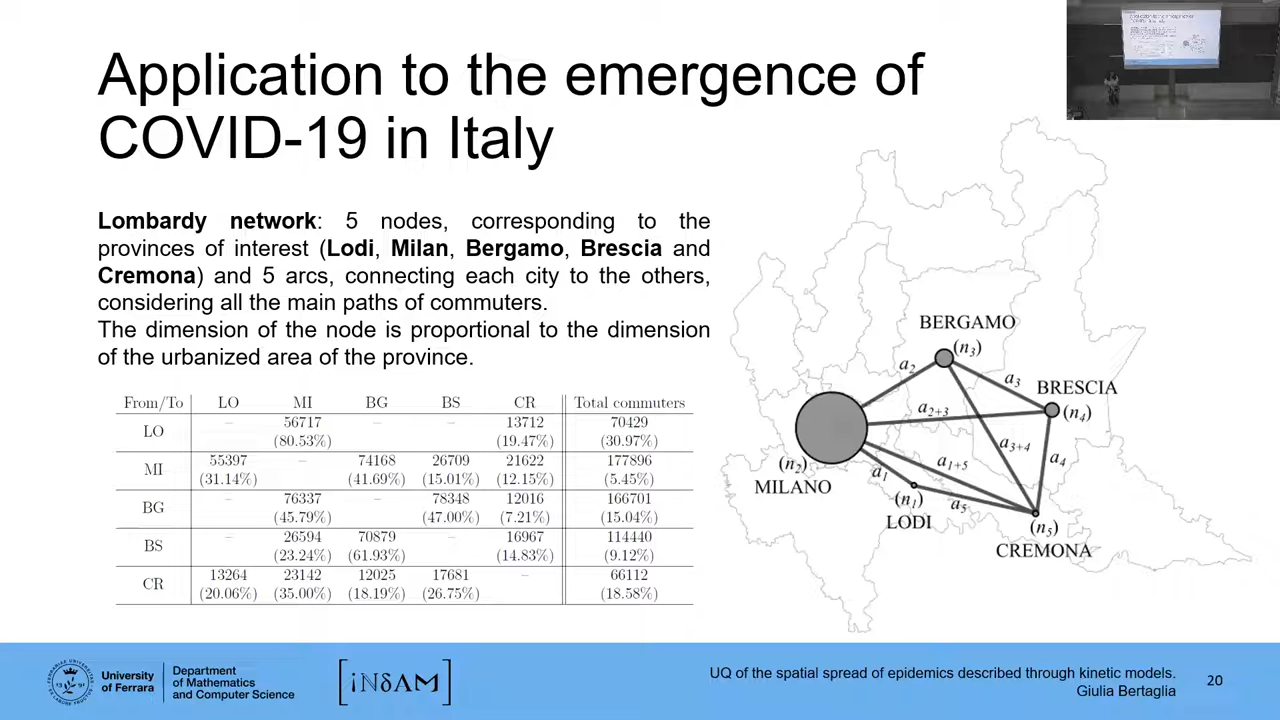 Application to the emergence of
COVID-19 in Italy
Lombardy network: 5 nodes, corresponding to the
provinces of interest (Lodi, Milan, Bergamo, Brescia and
Cremona) and 5 arcs, connecting each city to the others,
considering all the main paths of commuters.
The dimension of the node is proportional to the dimension
of the urbanized area of the province.
From/To LO MI BG BS CR Total commuters
LO – 56717 – – 13712 70429
(80.53%) (19.47%) (30.97%)
MI 55397 – 74168 26709 21622 177896
(31.14%) (41.69%) (15.01%) (12.15%) (5.45%)
BG – 76337 – 78348 12016 166701
(45.79%) (47.00%) (7.21%) (15.04%)
BS – 26594 70879 – 16967 114440
(23.24%) (61.93%) (14.83%) (9.12%)
CR 13264 23142 12025 17681 – 66112
(20.06%) (35.00%) (18.19%) (26.75%) (18.58%)
BERGAMO
(n3)
a2
a3
BRESCIA
(n4)
a2+3
a3+4
a4
a1+5
a1
(n2)
MILANO
(n1)
LODI
a5
(n5)
CREMONA
University
of Ferrara
Department
of Mathematics
and Computer Science
iNδAM
UQ of the spatial spread of epidemics described through kinetic models.
Giulia Bertaglia
20